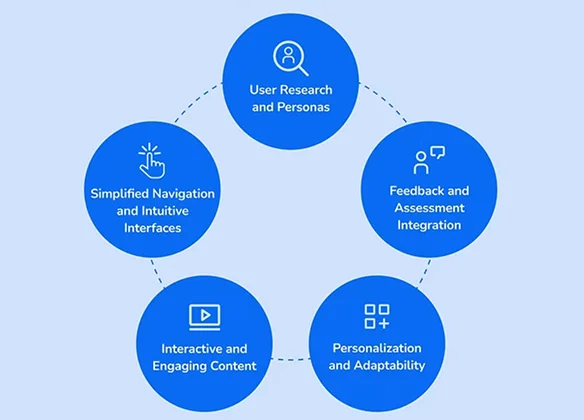 User Research
and Personas
Simplified Navigation
and Intuitive
Interfaces
Feedback and
Assessment
Integration
Interactive and
Engaging Content
Personalization
and Adaptability